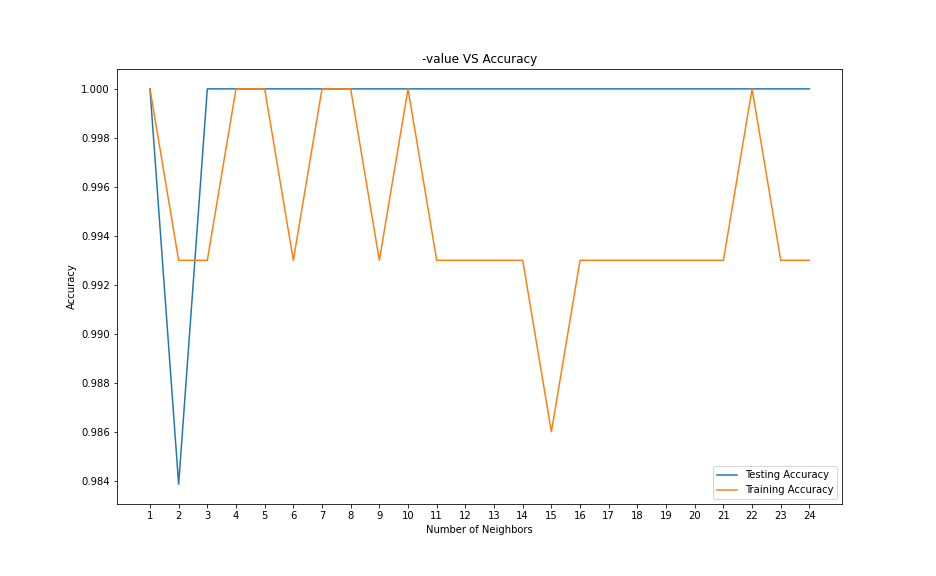 -value VS Accuracy
1.000
0.998
0.996
0.994
0.992
0.990
0.988
0.986
0.984
Accuracy
1 2 3 4 5 6 7 8 9 10 11 12 13 14 15 16 17 18 19 20 21 22 23 24
Number of Neighbors
Testing Accuracy
Training Accuracy